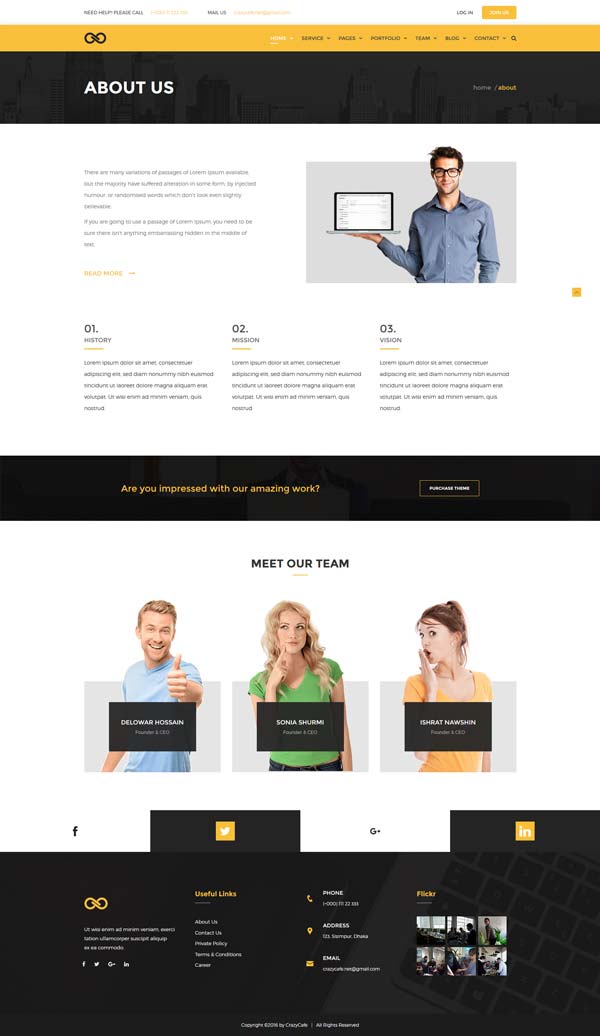 NEED HELP? PLEASE CALL (+000) 111 222 333 MAIL US crazycafe.net@gmail.com LOG IN JOIN US
HOME SERVICE PAGES PORTFOLIO TEAM BLOG CONTACT
ABOUT US
home / about
There are many variations of passages of Lorem Ipsum available,
but the majority have suffered alteration in some form, by injected
humour, or randomised words which don't look even slightly
believable.
If you are going to use a passage of Lorem Ipsum, you need to be
sure there isn't anything embarrassing hidden in the middle of
text.
READ MORE
01.
HISTORY
Lorem ipsum dolor sit amet, consectetuer
adipiscing elit, sed diam nonummy nibh euismod
tincidunt ut laoreet dolore magna aliquam erat
volutpat. Ut wisi enim ad minim veniam, quis
nostrud.
02.
MISSION
Lorem ipsum dolor sit amet, consectetuer
adipiscing elit, sed diam nonummy nibh euismod
tincidunt ut laoreet dolore magna aliquam erat
volutpat. Ut wisi enim ad minim veniam, quis
nostrud
03.
VISION
Lorem ipsum dolor sit amet, consectetuer
adipiscing elit, sed diam nonummy nibh euismod
tincidunt ut laoreet dolore magna aliquam erat
volutpat. Ut wisi enim ad minim veniam, quis
nostrud.
Are you impressed with our amazing work?
PURCHASE THEME
MEET OUR TEAM
DELOWAR HOSSAIN
Founder & CEO
SONIA SHURMI
Founder & CEO
ISHRAT NAWSHIN
Founder & CEO
Ut wisi enim ad minim veniam, exerci
tation ullamcorper suscipit aliquip
ex ea commodo.
Useful Links
About Us
Contact Us
Private Policy
Terms & Conditions
Career
PHONE
(+000) 111 22 333
ADDRESS
123, Sismpur, Dhaka
EMAIL
crazycafe.net@gmail.com
Flickr
Copyright ©2016 by CrazyCafe | All Rights Reserved